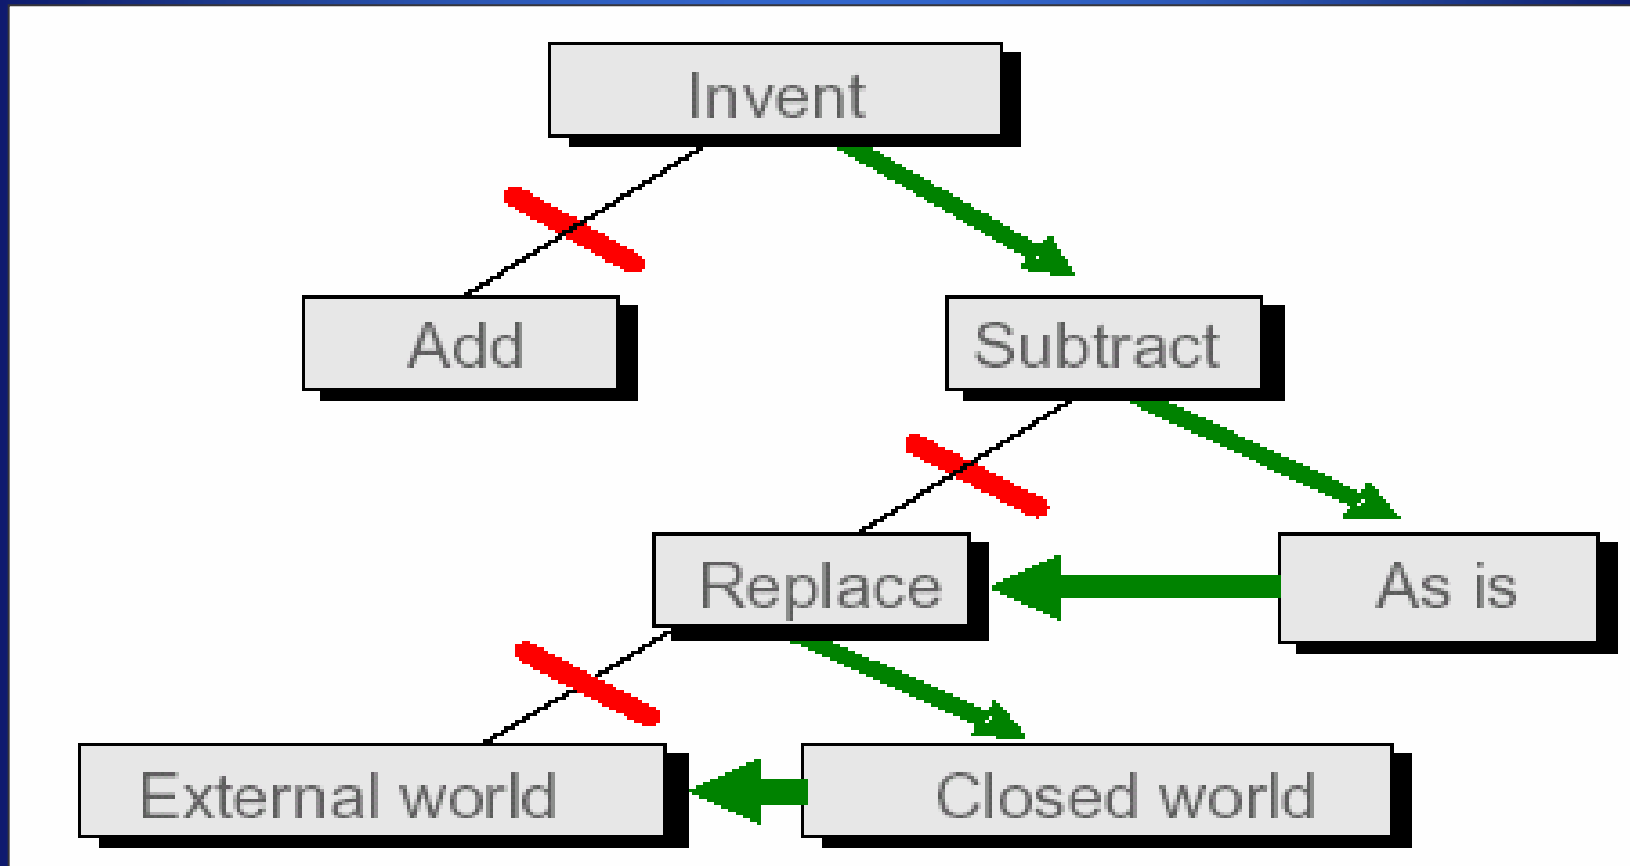 Invent
Add
Subtract
Replace
As is
External world
Closed world